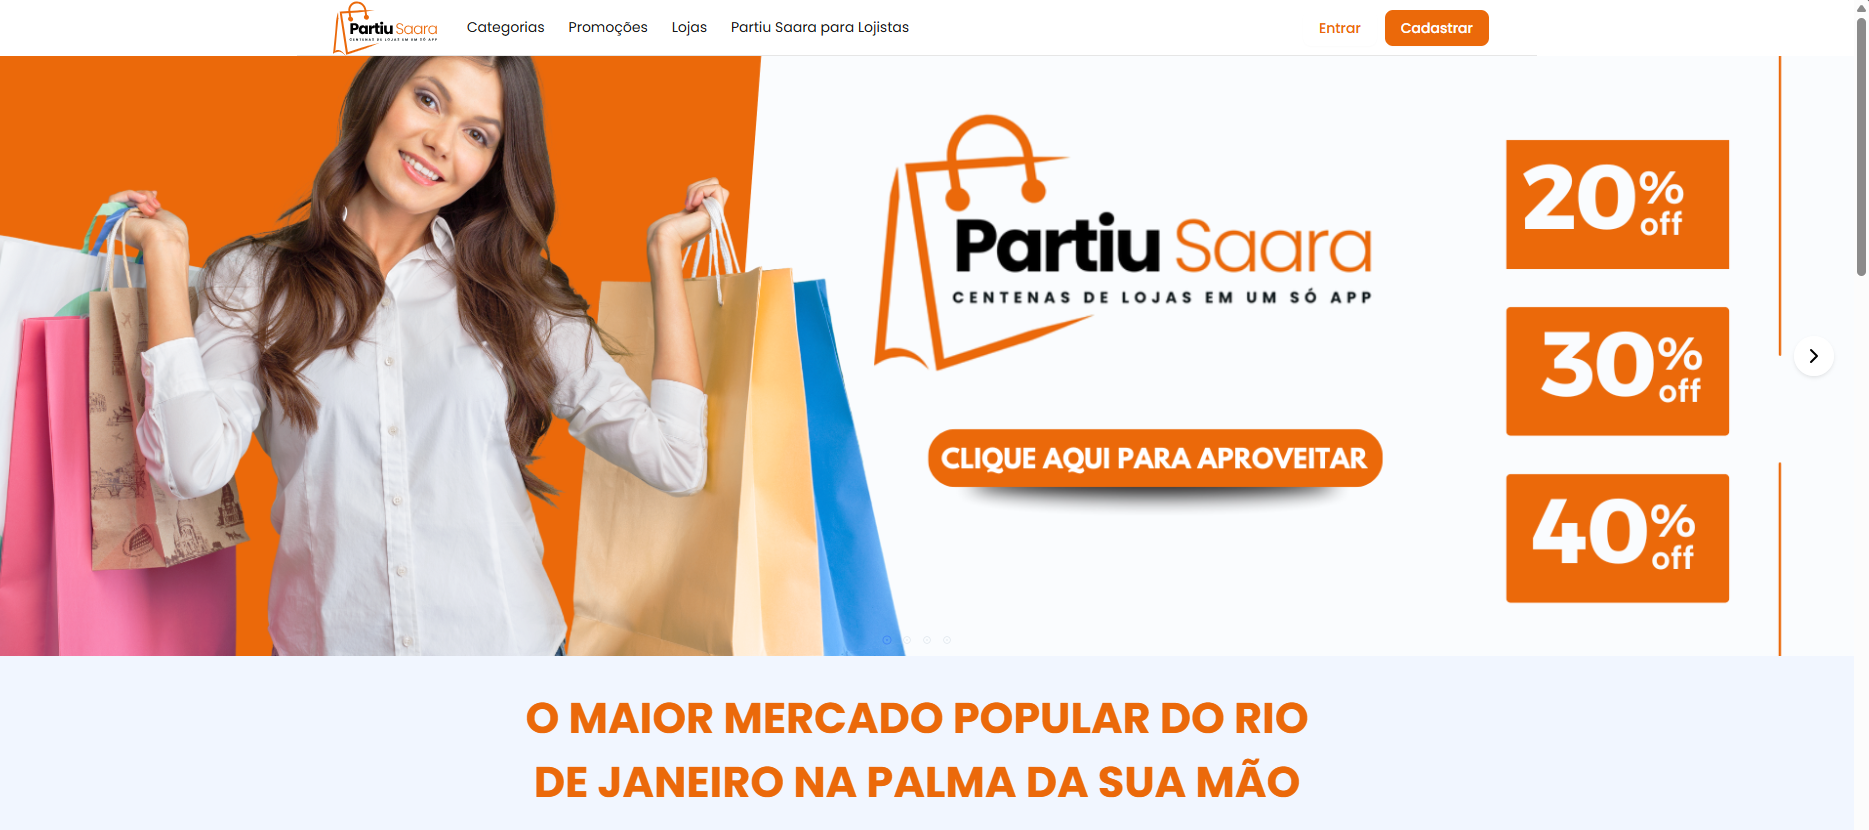 Partiu Saara
CENTENAS DE LOJAS EM UM SÓ APP
Categorias
Promoções
Lojas
Partiu Saara para Lojistas
Entrar
Cadastrar
Partiu Saara
CENTENAS DE LOJAS EM UM SÓ APP
CLIQUE AQUI PARA APROVEITAR
20% off
30% off
40% off
O MAIOR MERCADO POPULAR DO RIO
DE JANEIRO NA PALMA DA SUA MÃO